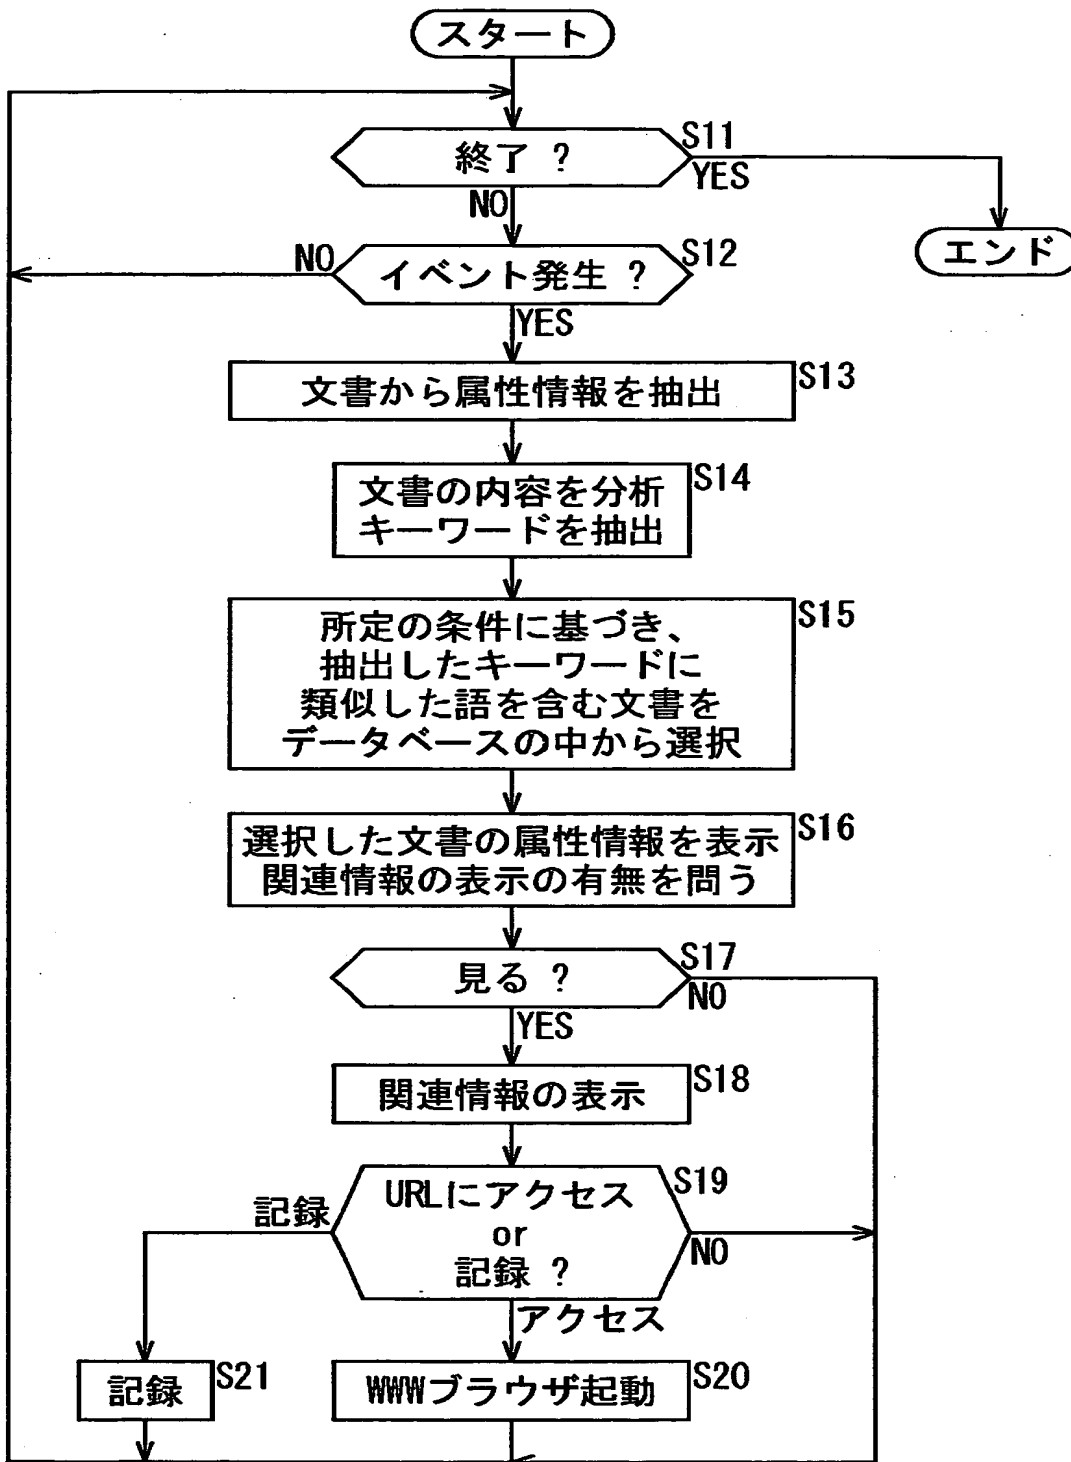 スタート
S11
終了 ?
YES
NO
エンド
S12
NO
イベント発生 ?
YES
S13
文書から属性情報を抽出
S14
文書の内容を分析
キーワードを抽出
S15
所定の条件に基づき、
抽出したキーワードに
類似した語を含む文書を
データベースの中から選択
S16
選択した文書の属性情報を表示
関連情報の表示の有無を問う
S17
見る ?
NO
YES
S18
関連情報の表示
S19
URLにアクセス
or
記録 ?
記録
NO
アクセス
S21
記録
S20
WWWブラウザ起動